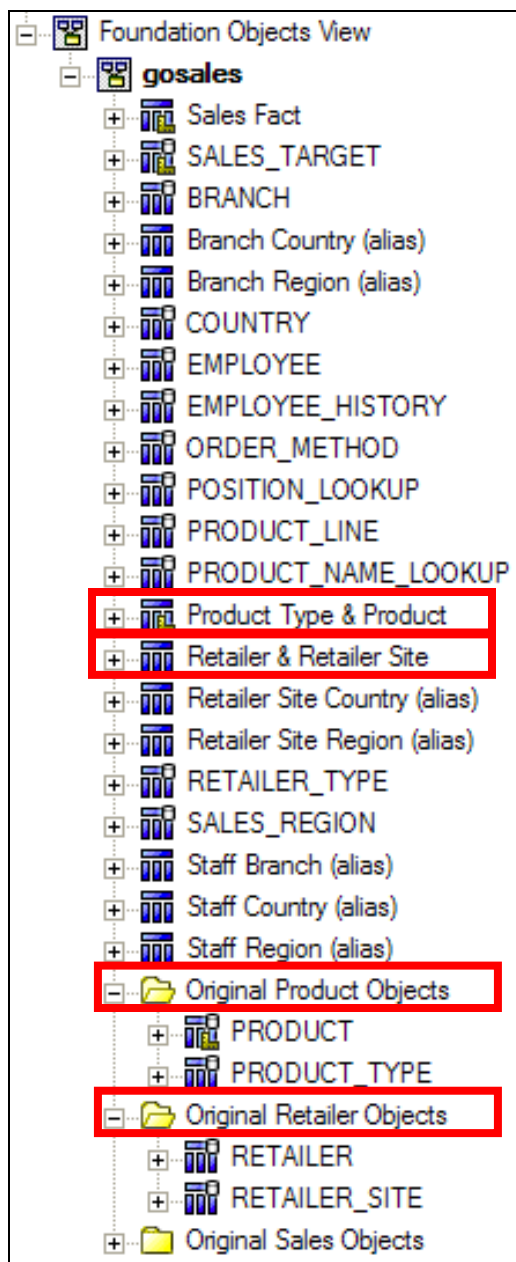 Foundation Objects View
gosales
Sales Fact
SALES_TARGET
BRANCH
Branch Country (alias)
Branch Region (alias)
COUNTRY
EMPLOYEE
EMPLOYEE_HISTORY
ORDER_METHOD
POSITION_LOOKUP
PRODUCT_LINE
PRODUCT_NAME_LOOKUP
Product Type & Product
Retailer & Retailer Site
Retailer Site Country (alias)
Retailer Site Region (alias)
RETAILER_TYPE
SALES_REGION
Staff Branch (alias)
Staff Country (alias)
Staff Region (alias)
Original Product Objects
PRODUCT
PRODUCT_TYPE
Original Retailer Objects
RETAILER
RETAILER_SITE
Original Sales Objects